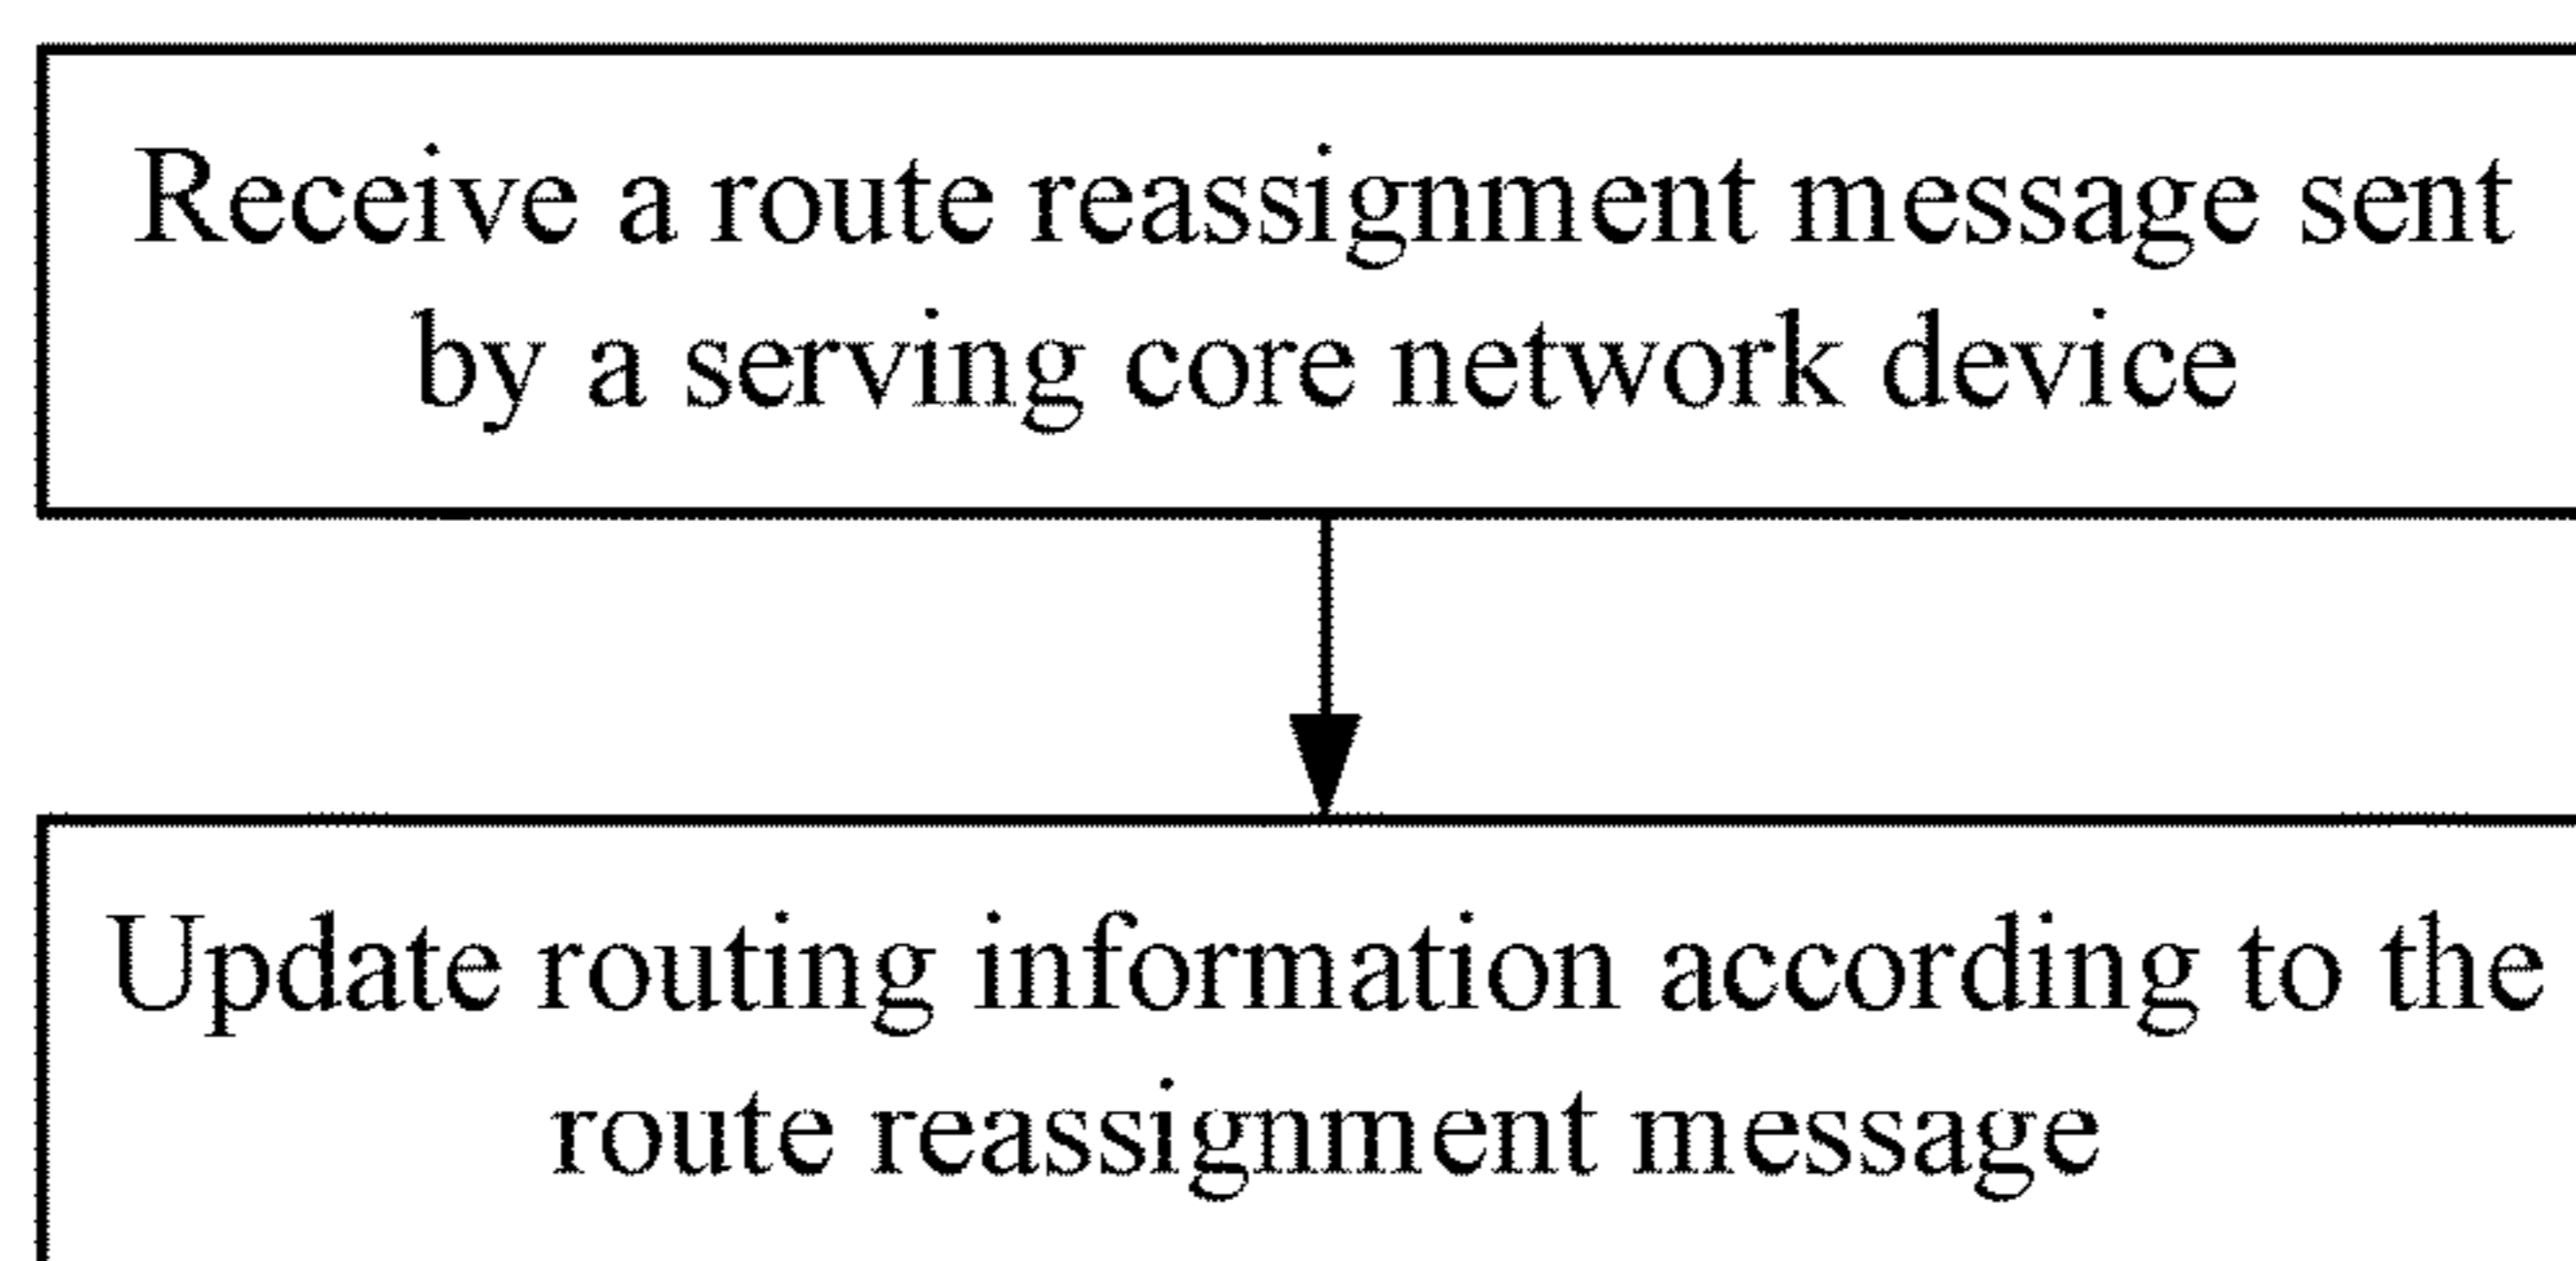 Receive a route reassignment message sent
by a serving core network device
Update routing information according to the
route reassignment message